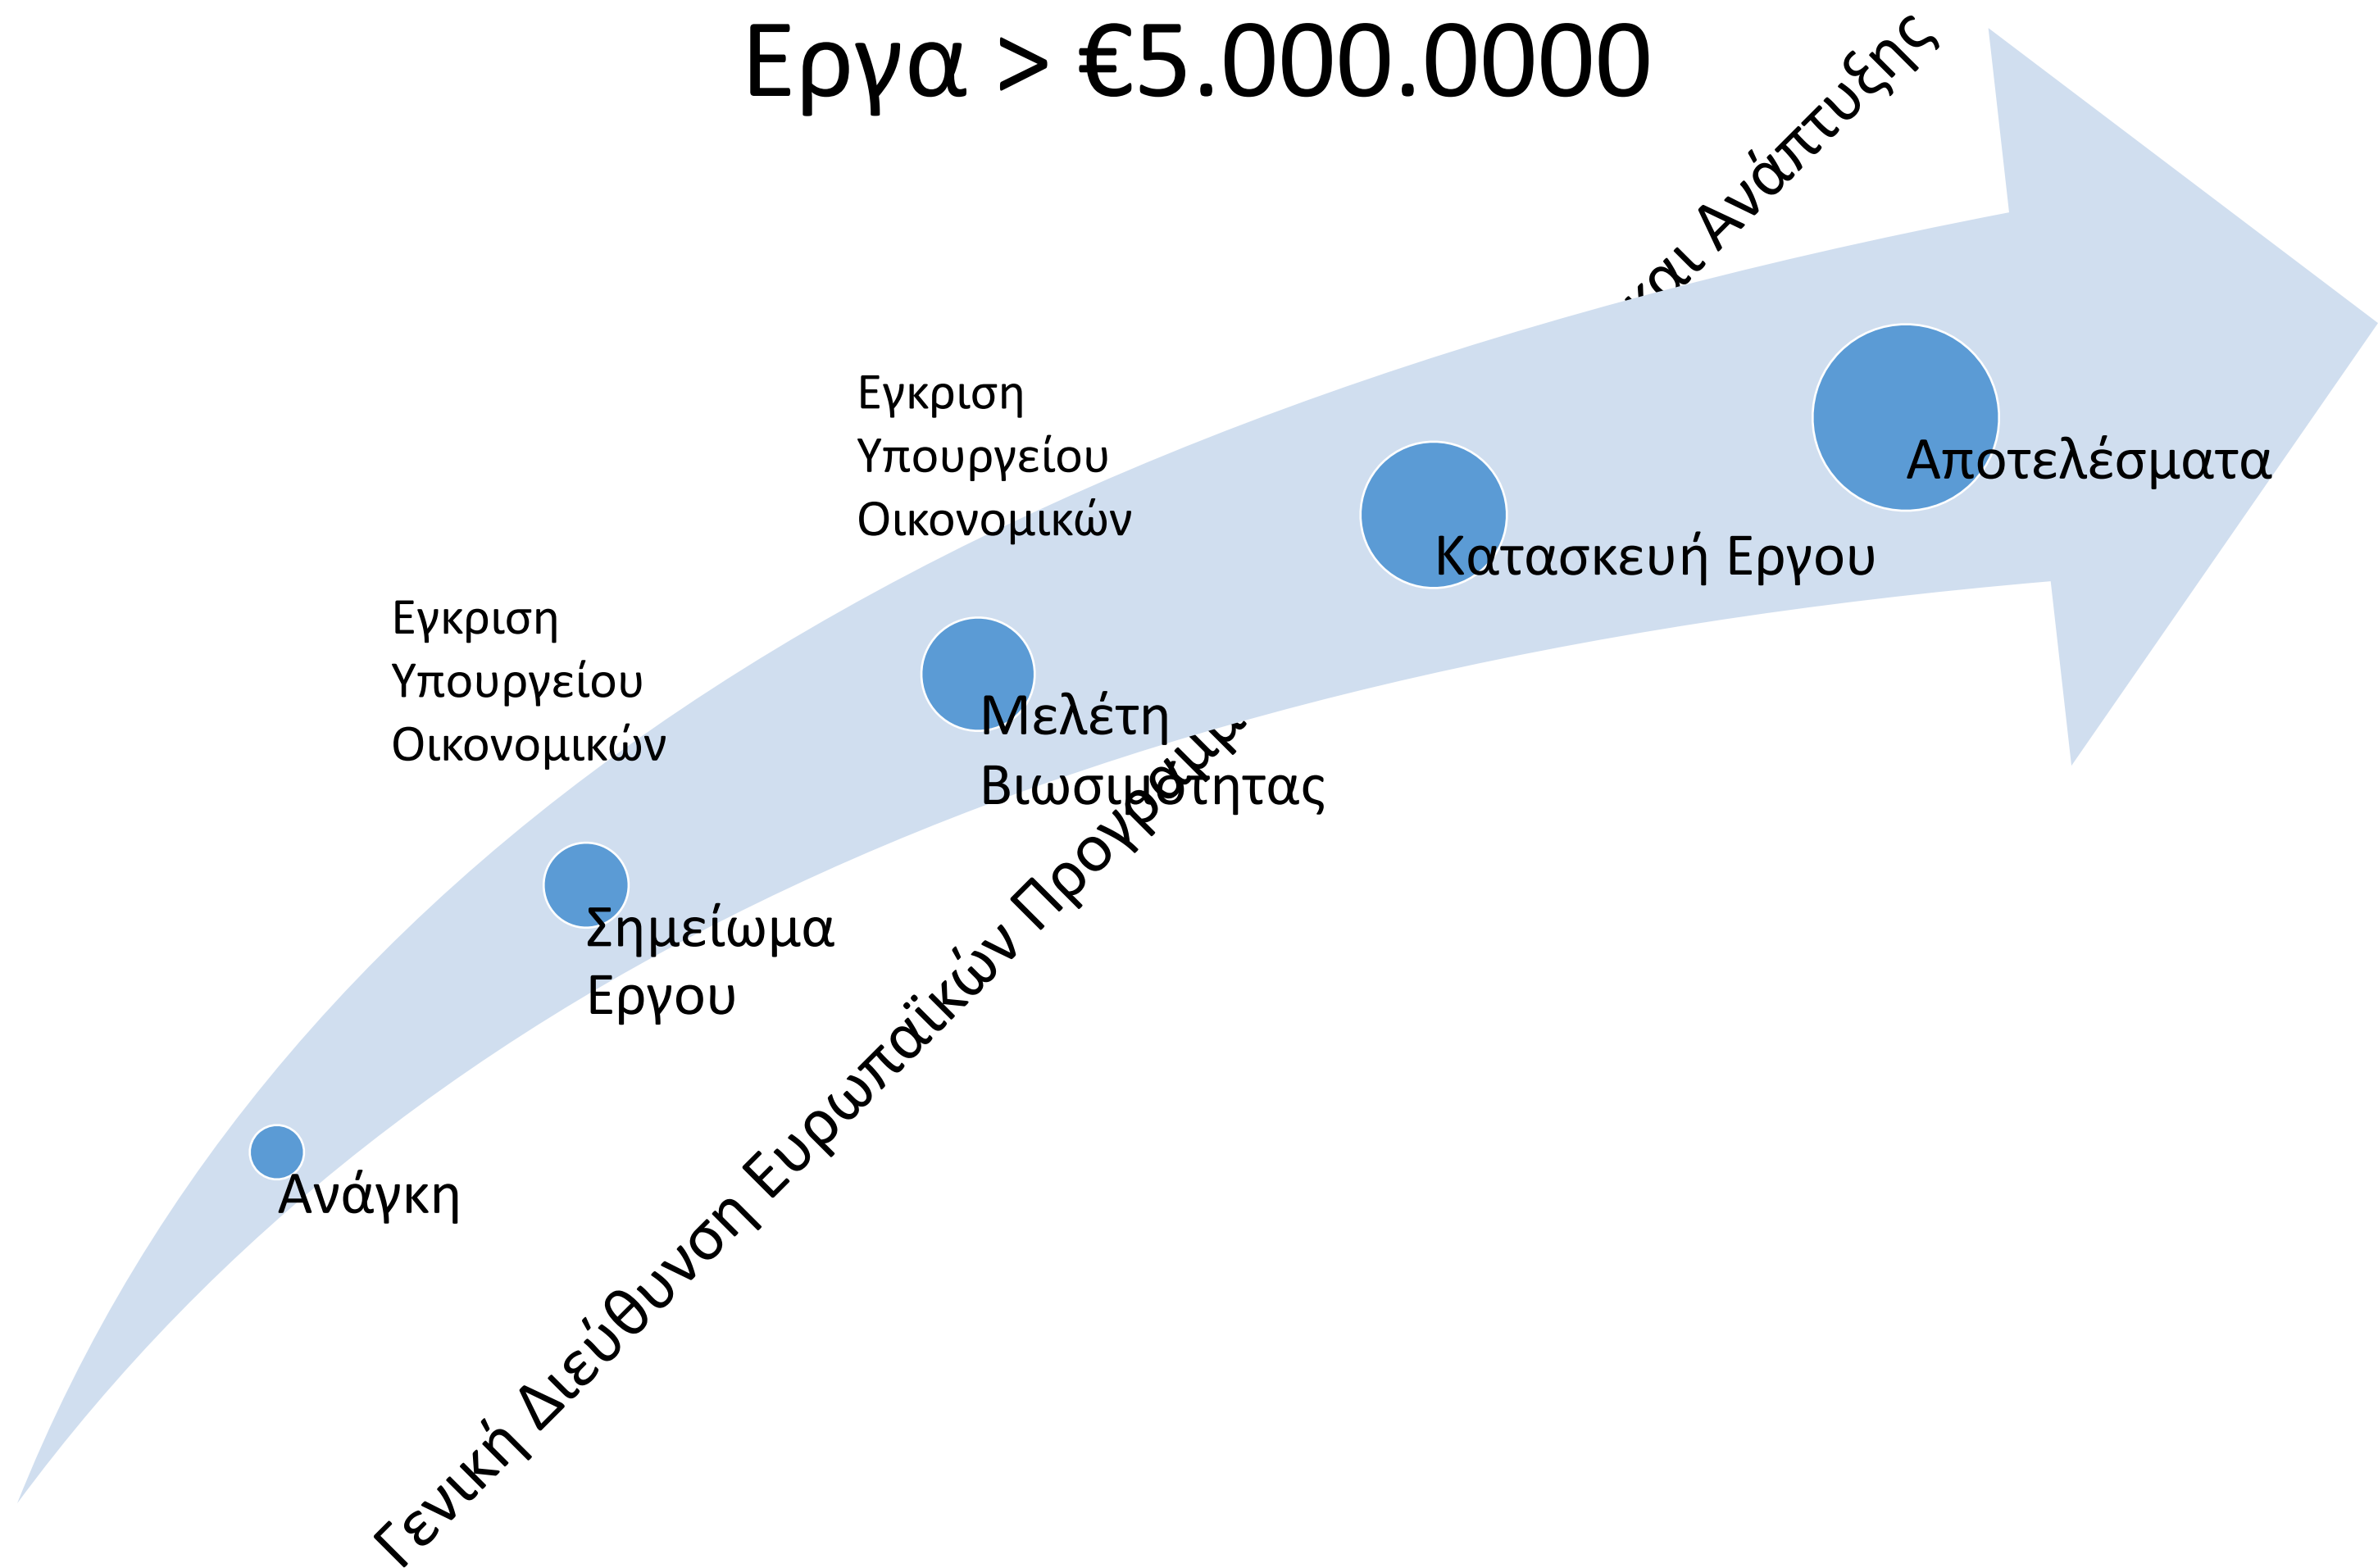 Εργα > €5.000.0000
Εγκριση
Υπουργείου
Οικονομικών
Εγκριση
Υπουργείου
Οικονομικών
Αποτελέσματα
Κατασκευή Εργου
Μελέτη
Βιωσιμότητας
Σημείωμα
Εργου
Ανάγκη
Γενική Διεύθυνση Ευρωπαϊκών και Ανάπτυξης